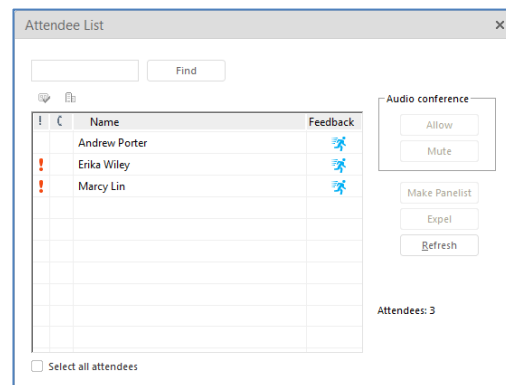 Attendee List
Find
Audio conference
! Name Feedback
Allow
Andrew Porter
Mute
! Erika Wiley
! Marcy Lin
Make Panelist
Expel
Refresh
Attendees: 3
Select all attendees